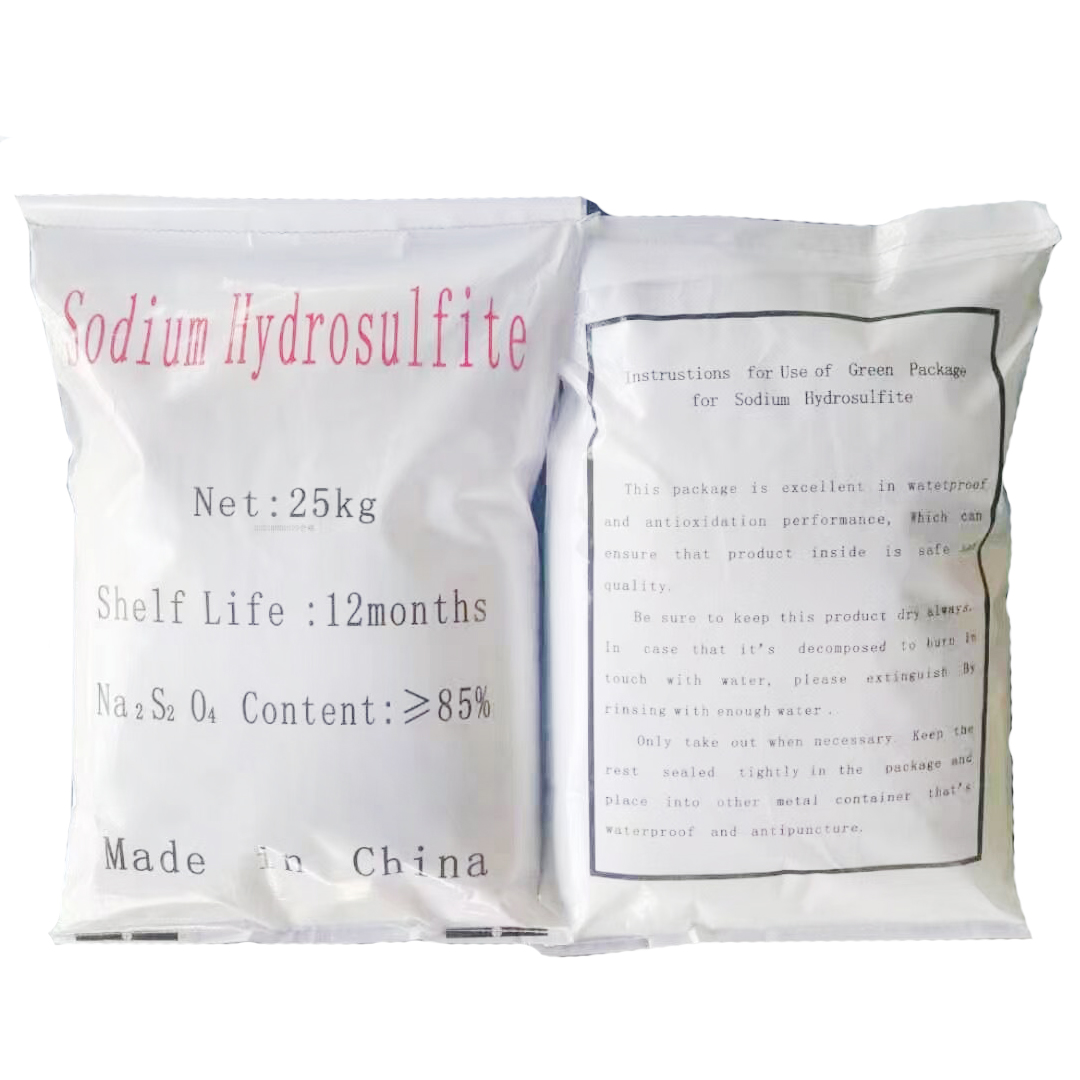 Sodium Hydrosulfite
Net:25kg
Shelf Life :12months
Na₂S₂O₄ Content:≥85%
Made in China
Instrustions for Use of Green Package
for Sodium Hydrosulfite
This package is excellent in watetproof
and antioxidation performance, Which can
ensure that product inside is safe
quality.
Be sure to keep this product dry always.
In case that it's decomposed to burn in
touch with water, please extinguish By
rinsing with enough water.
Only take out when necessary Keep the
rest sealed tightly in the package and
place into other metal container that's
waterproof and antipuncture.